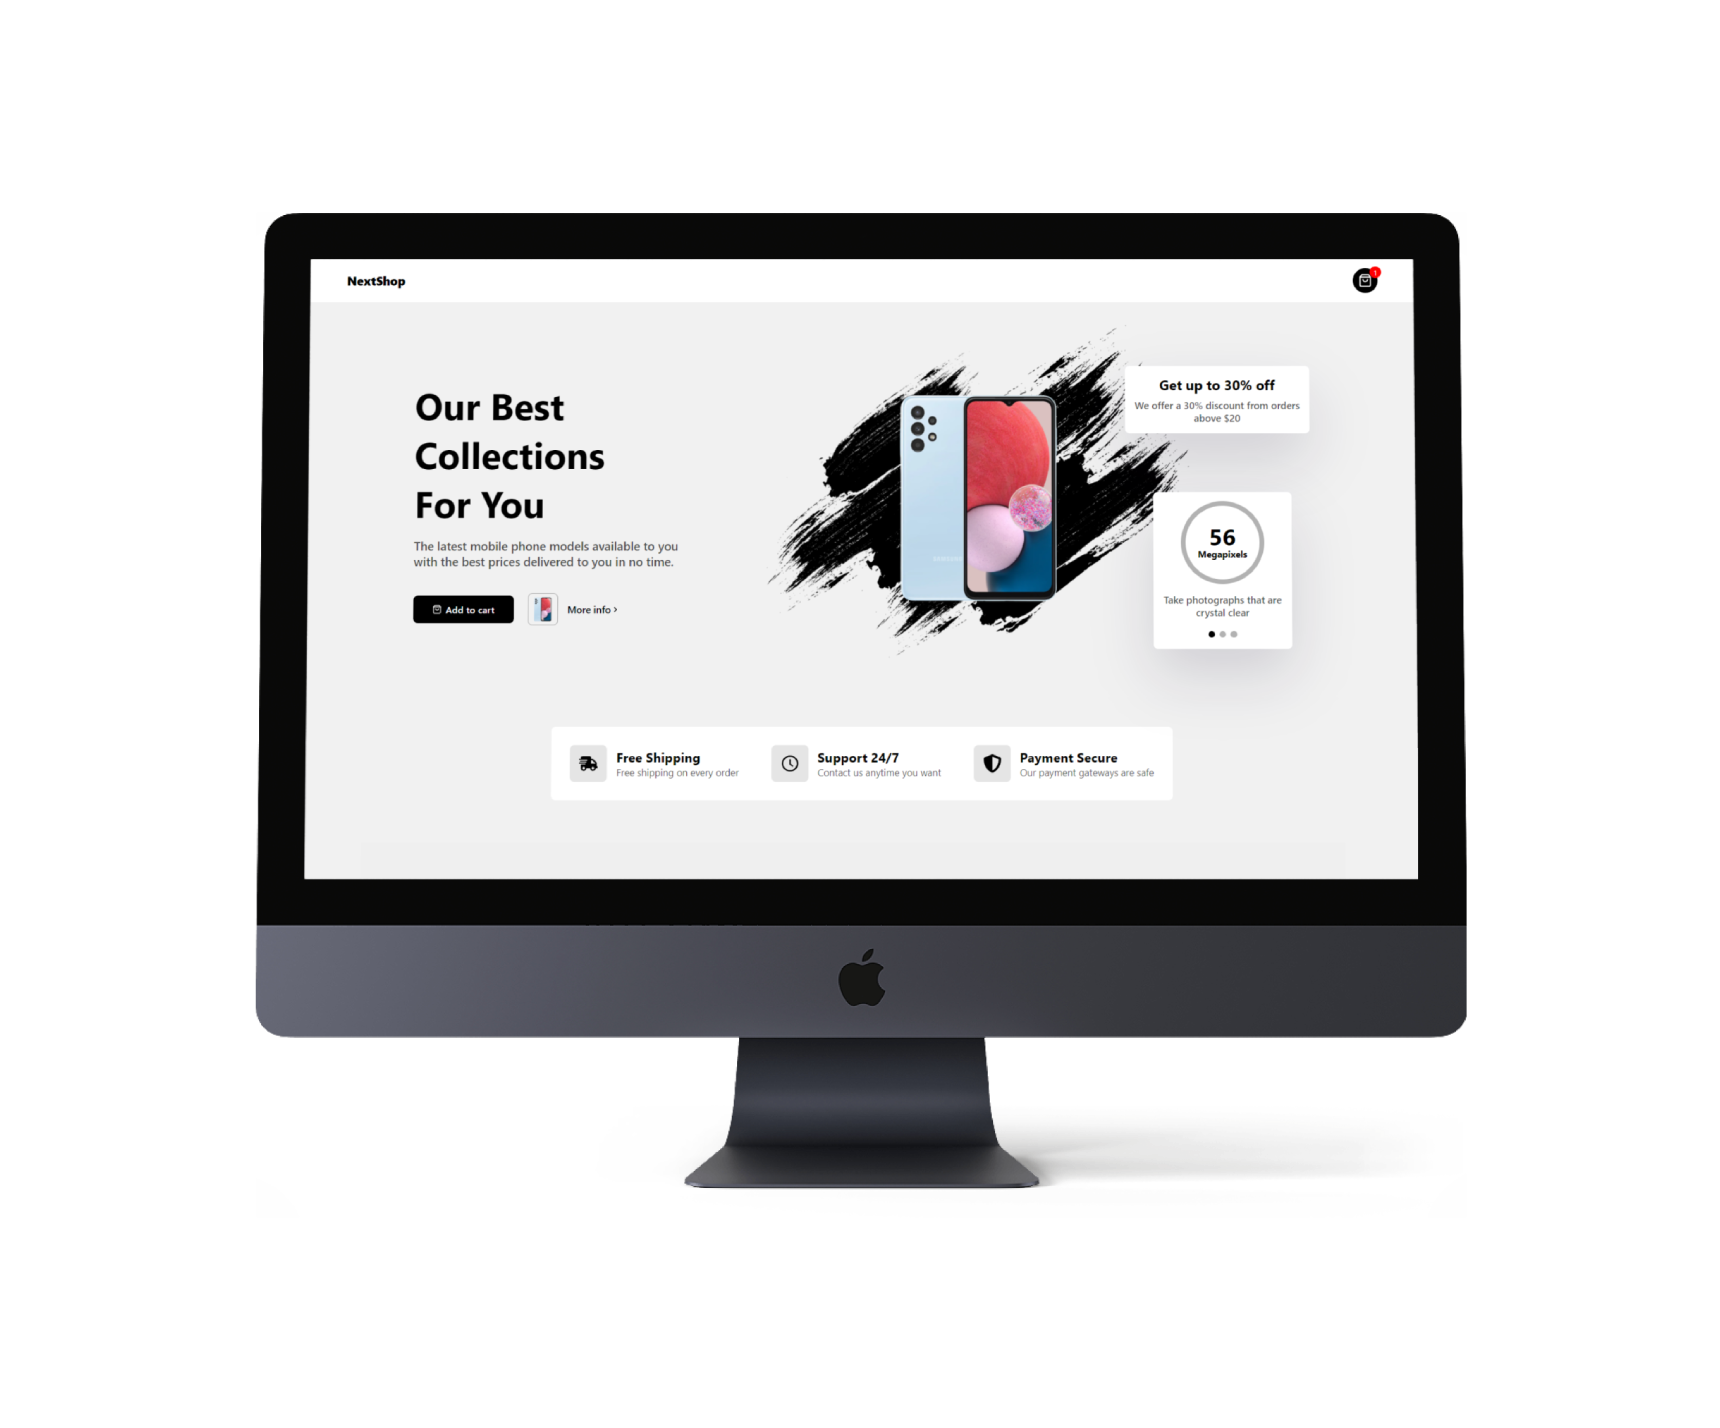 NextShop
1
Our Best
Collections
For You
The latest mobile phone models available to you
with the best prices delivered to you in no time.
Add to cart
More info ›
Get up to 30% off
We offer a 30% discount from orders
above $20
56
Megapixels
Take photographs that are
crystal clear
Free Shipping
Free shipping on every order
Support 24/7
Contact us anytime you want
Payment Secure
Our payment gateways are safe